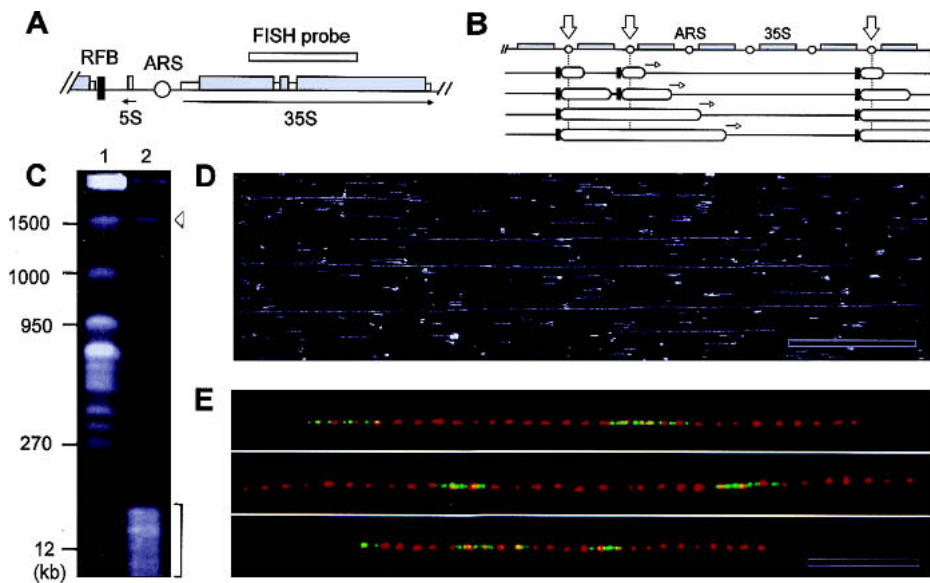 A
FISH probe
RFB
ARS
5S
35S
B
ARS
35S
C
1 2
1500
1000
950
270
12
(kb)
D
E